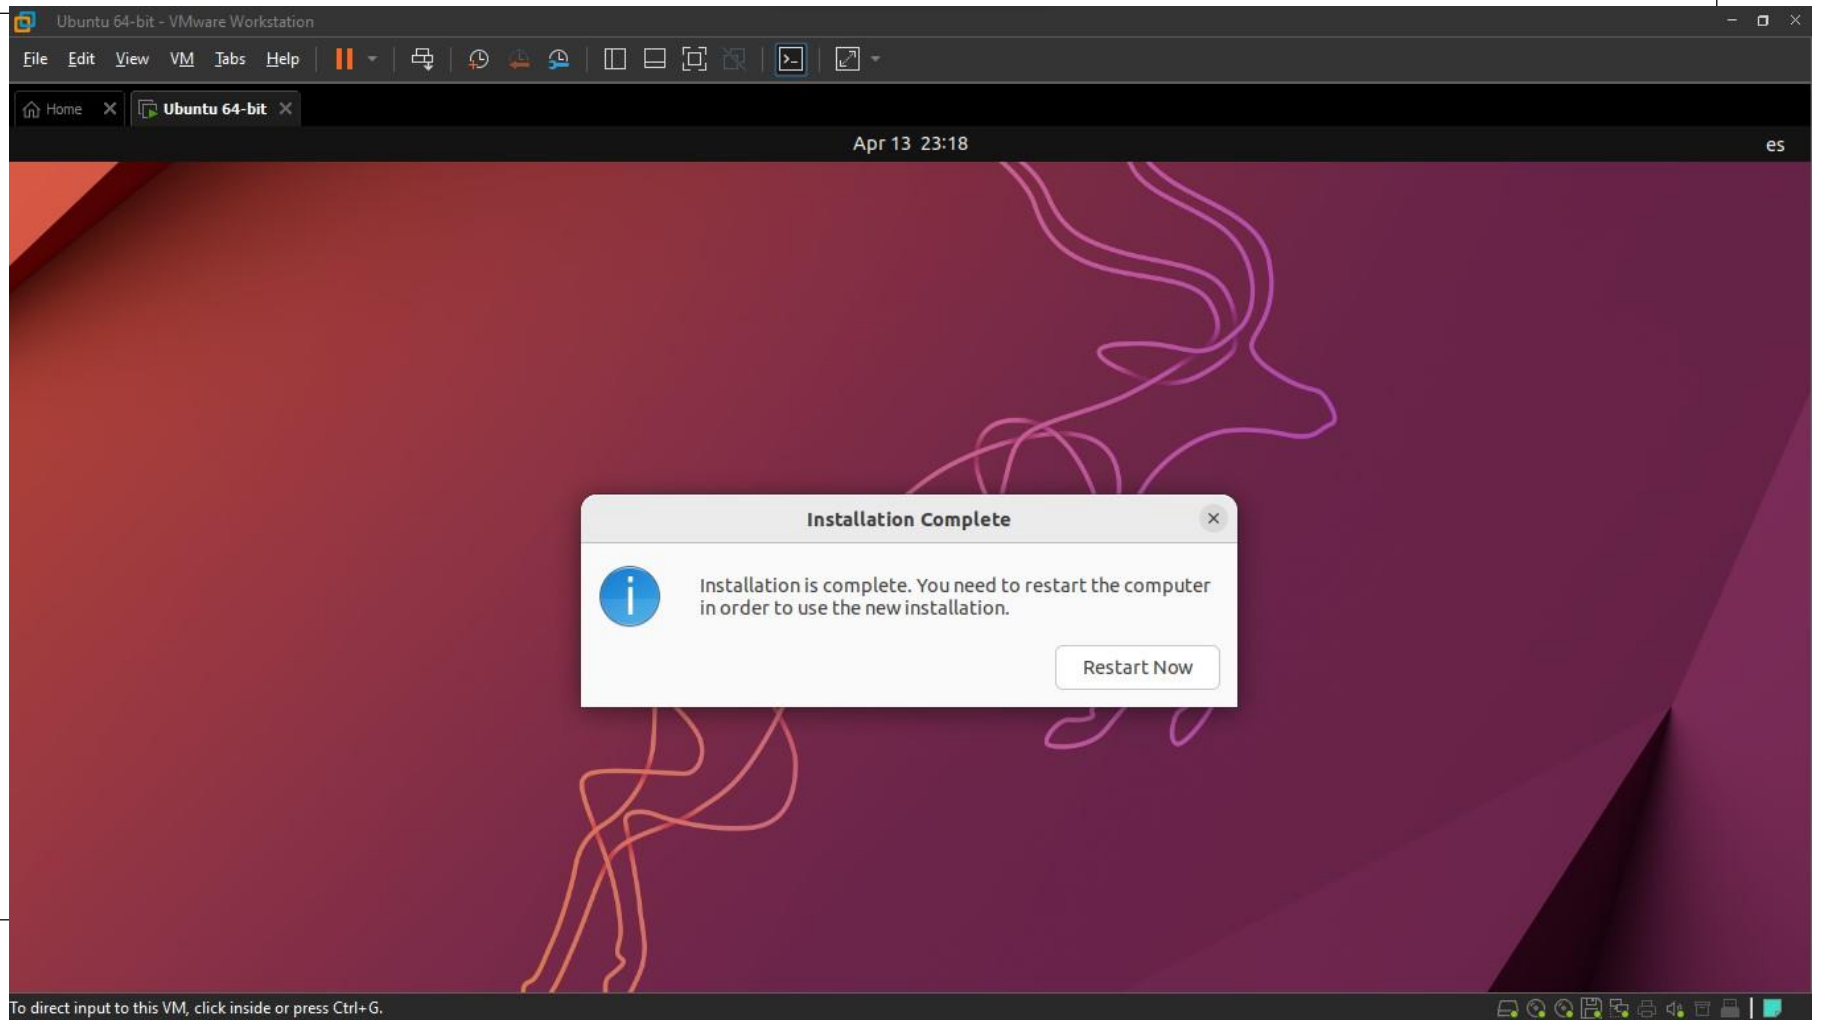 Ubuntu 64-bit - VMware Workstation
File Edit View VM Tabs Help
Home Ubuntu 64-bit
Apr 13 23:18 es
Installation Complete
Installation is complete. You need to restart the computer
in order to use the new installation.
Restart Now
To direct input to this VM, click inside or press Ctrl+G.